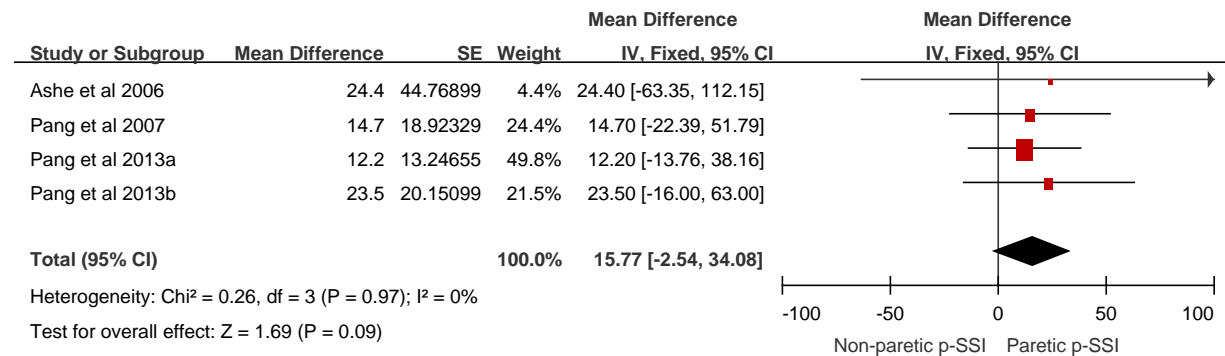 Mean Difference Mean Difference
Study or Subgroup Mean Difference SE Weight IV, Fixed, 95% CI IV, Fixed, 95% CI
Ashe et al 2006 24.4 44.76899 4.4% 24.40 [-63.35, 112.15]
Pang et al 2007 14.7 18.92329 24.4% 14.70 [-22.39, 51.79]
Pang et al 2013a 12.2 13.24655 49.8% 12.20 [-13.76, 38.16]
Pang et al 2013b 23.5 20.15099 21.5% 23.50 [-16.00, 63.00]
Total (95% CI) 100.0% 15.77 [-2.54, 34.08]
Heterogeneity: Chi² = 0.26, df = 3 (P = 0.97); I² = 0%
Test for overall effect: Z = 1.69 (P = 0.09)
-100 -50 0 50 100
Non-paretic p-SSI Paretic p-SSI